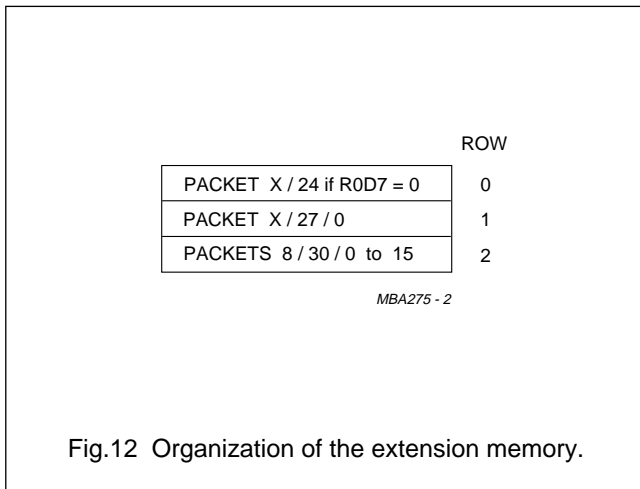 ROW
PACKET X / 24 if R0D7 = 0 0
PACKET X / 27 / 0 1
PACKETS 8 / 30 / 0 to 15 2
MBA275 - 2
Fig.12 Organization of the extension memory.